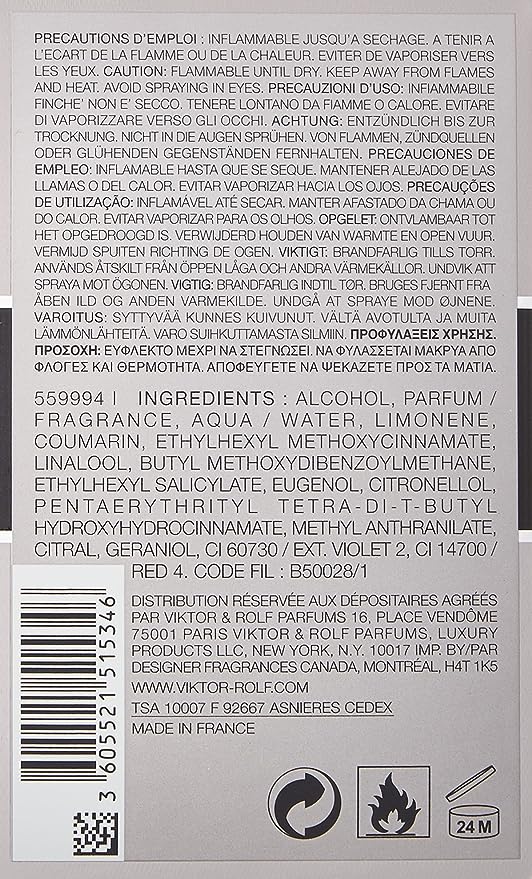 PRECAUTIONS D'EMPLOI : INFLAMMABLE JUSQU'A SECHAGE. A TENIR A
L'ECART DE LA FLAMME OU DE LA CHALEUR. EVITER DE VAPORISER VERS
LES YEUX. CAUTION: FLAMMABLE UNTIL DRY. KEEP AWAY FROM FLAMES
AND HEAT. AVOID SPRAYING IN EYES. PRECAUZIONI D'USO: INFIAMMABILE
FINCHE' NON E' SECCO. TENERE LONTANO DA FIAMME O CALORE. EVITARE
DI VAPORIZZARE VERSO GLI OCCHI. ACHTUNG: ENTZÜNDLICH BIS ZUR
TROCKNUNG. NICHT IN DIE AUGEN SPRÜHEN. VON FLAMMEN, ZÜNDQUELLEN
ODER GLÜHENDEN GEGENSTÄNDEN FERNHALTEN. PRECAUCIONES DE
EMPLEO: INFLAMABLE HASTA QUE SE SEQUE. MANTENER ALEJADO DE LAS
LLAMAS O DEL CALOR. EVITAR VAPORIZAR HACIA LOS OJOS. PRECAUÇÕES
DE UTILIZAÇÃO: INFLAMÁVEL ATÉ SECAR. MANTER AFASTADO DA CHAMA OU
DO CALOR. EVITAR VAPORIZAR PARA OS OLHOS. OPGELET: ONTVLAMBAAR TOT
HET OPGEDROOGD IS. VERWIJDERD HOUDEN VAN WARMTE EN OPEN VUUR.
VERMIJD SPUITEN RICHTING DE OGEN. VIKTIGT: BRANDFARLIG TILLS TORR.
ANVÄNDS ÅTSKILT FRÅN ÖPPEN LÅGA OCH ANDRA VÄRMEKÄLLOR. UNDVIK ATT
SPRAYA MOT ÖGONEN. VIGTIG: BRANDFARLIG INDTIL TØR. BRUGES FJERNT FRA
ÅBEN ILD OG ANDEN VARMEKILDE. UNDGÅ AT SPRAYE MOD ØJNENE.
VAROITUS: SYTTYVÄÄ KUNNES KUIVUNUT. VÄLTÄ AVOTULTA JA MUITA
LÄMMÖNLÄHTEITÄ. VARO SUIHKUTTAMASTA SILMIIN. ΠΡΟΦΥΛΑΞΕΙΣ ΧΡΗΣΗΣ.
ΠΡΟΣΟΧΗ: ΕΥΦΛΕΚΤΟ ΜΕΧΡΙ ΝΑ ΣΤΕΓΝΩΣΕΙ. ΝΑ ΦΥΛΑΣΣΕΤΑΙ ΜΑΚΡΥΑ ΑΠΟ
ΦΛΟΓΕΣ ΚΑΙ ΘΕΡΜΟΤΗΤΑ. ΑΠΟΦΕΥΓΕΤΕ ΝΑ ΨΕΚΑΖΕΤΕ ΠΡΟΣ ΤΑ ΜΑΤΙΑ.
559994 I INGREDIENTS : ALCOHOL, PARFUM /
FRAGRANCE, AQUA / WATER, LIMONENE,
COUMARIN, ETHYLHEXYL METHOXYCINNAMATE,
LINALOOL, BUTYL METHOXYDIBENZOYLMETHANE,
ETHYLHEXYL SALICYLATE, EUGENOL, CITRONELLOL,
PENTAERYTHRITYL TETRA-DI-T-BUTYL
HYDROXYHYDROCINNAMATE, METHYL ANTHRANILATE,
CITRAL, GERANIOL, CI 60730 / EXT. VIOLET 2, CI 14700 /
RED 4. CODE FIL : B50028/1
DISTRIBUTION RÉSERVÉE AUX DÉPOSITAIRES AGRÉÉS
PAR VIKTOR & ROLF PARFUMS 16, PLACE VENDÔME
75001 PARIS VIKTOR & ROLF PARFUMS, LUXURY
PRODUCTS LLC, NEW YORK, N.Y. 10017 IMP. BY/PAR
DESIGNER FRAGRANCES CANADA, MONTRÉAL, H4T 1K5
WWW.VIKTOR-ROLF.COM
TSA 10007 F 92667 ASNIERES CEDEX
MADE IN FRANCE
3 605521 515346
24 M